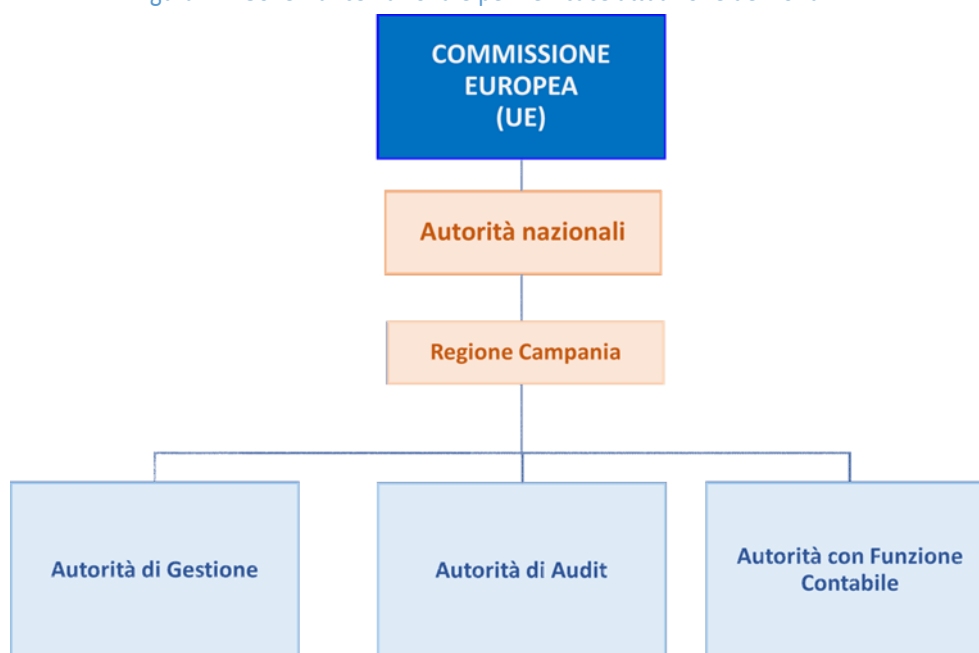 COMMISSIONE
EUROPEA
(UE)
Autorità nazionali
Regione Campania
Autorità di Gestione
Autorità di Audit
Autorità con Funzione
Contabile